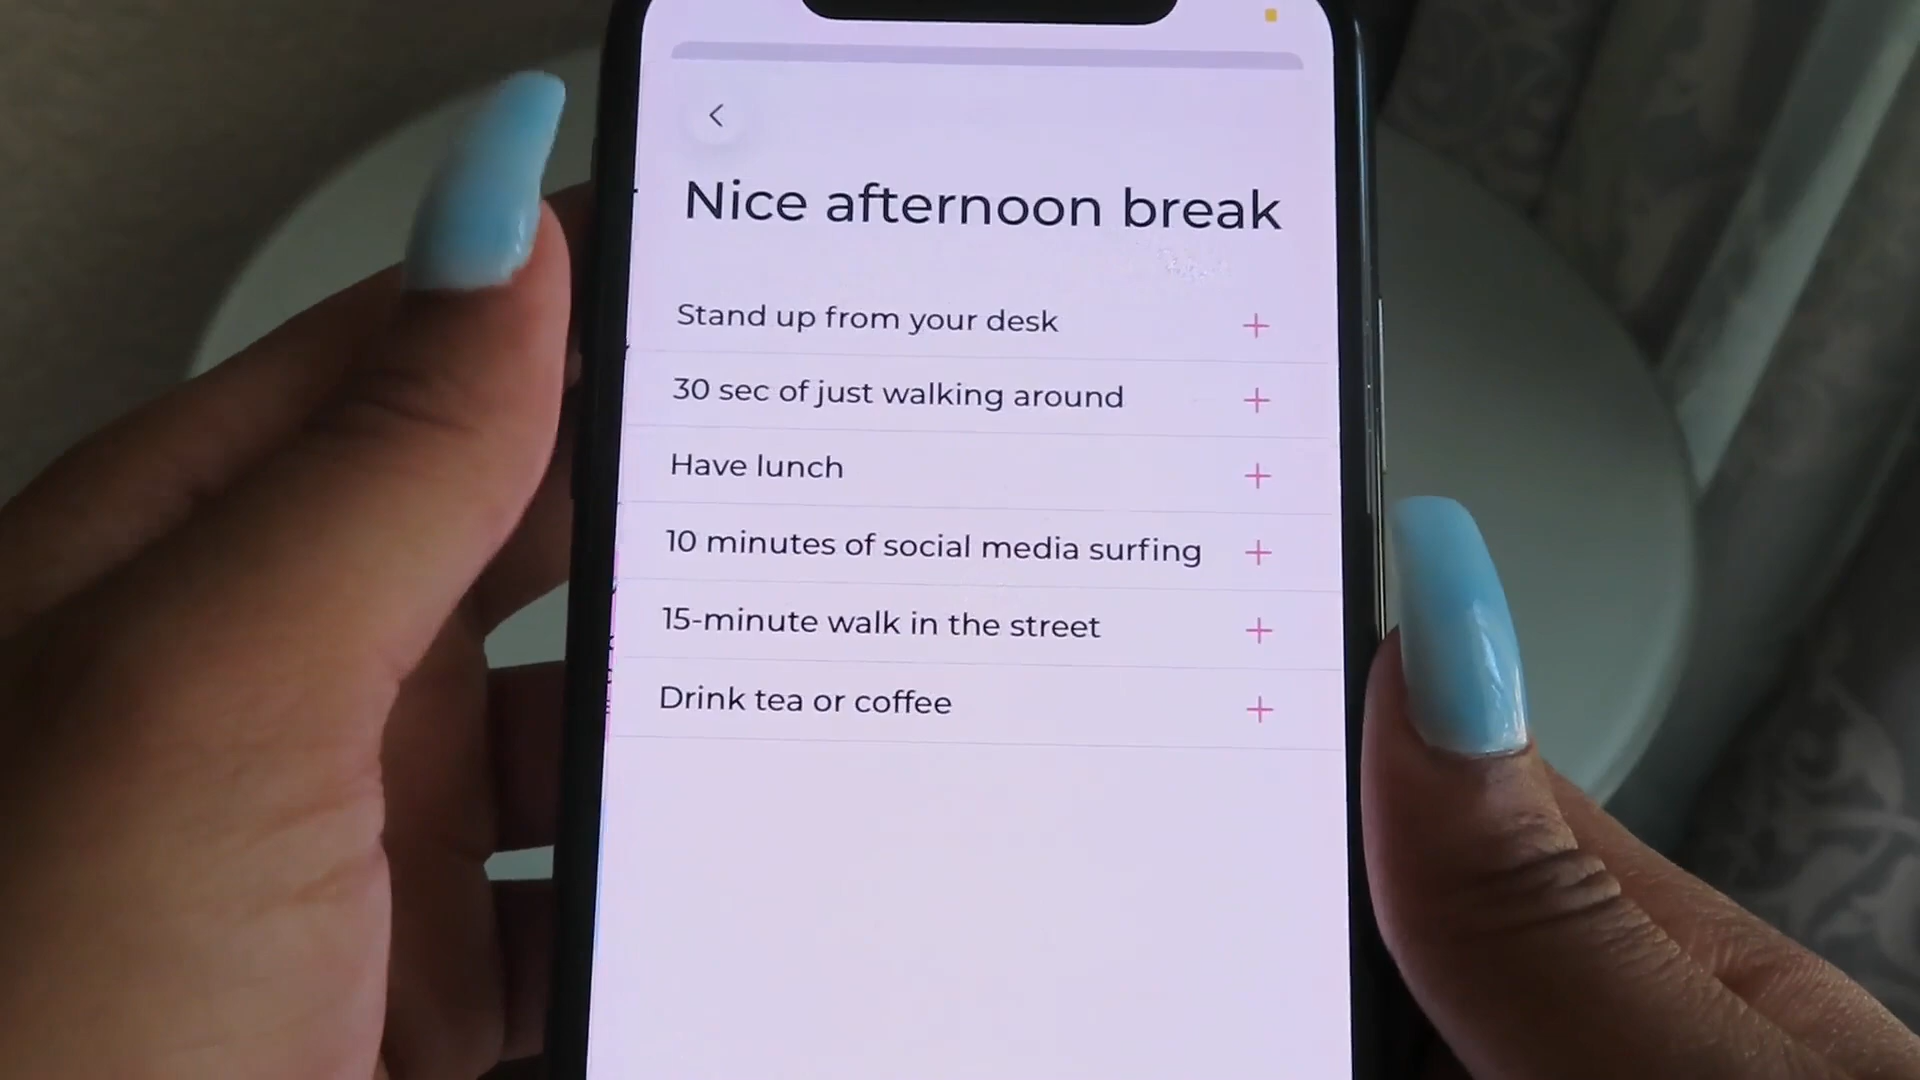 Nice afternoon break
Stand up from your desk
30 sec of just walking around
Have lunch
10 minutes of social media surfing
15-minute walk in the street
Drink tea or coffee